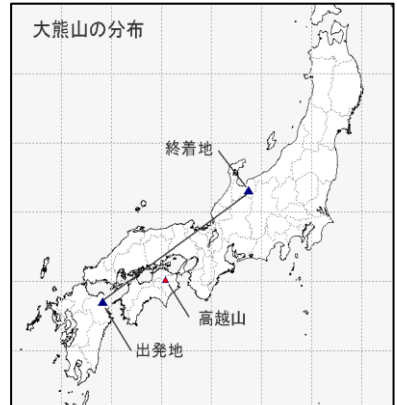 大熊山の分布
終着地
高越山
出発地